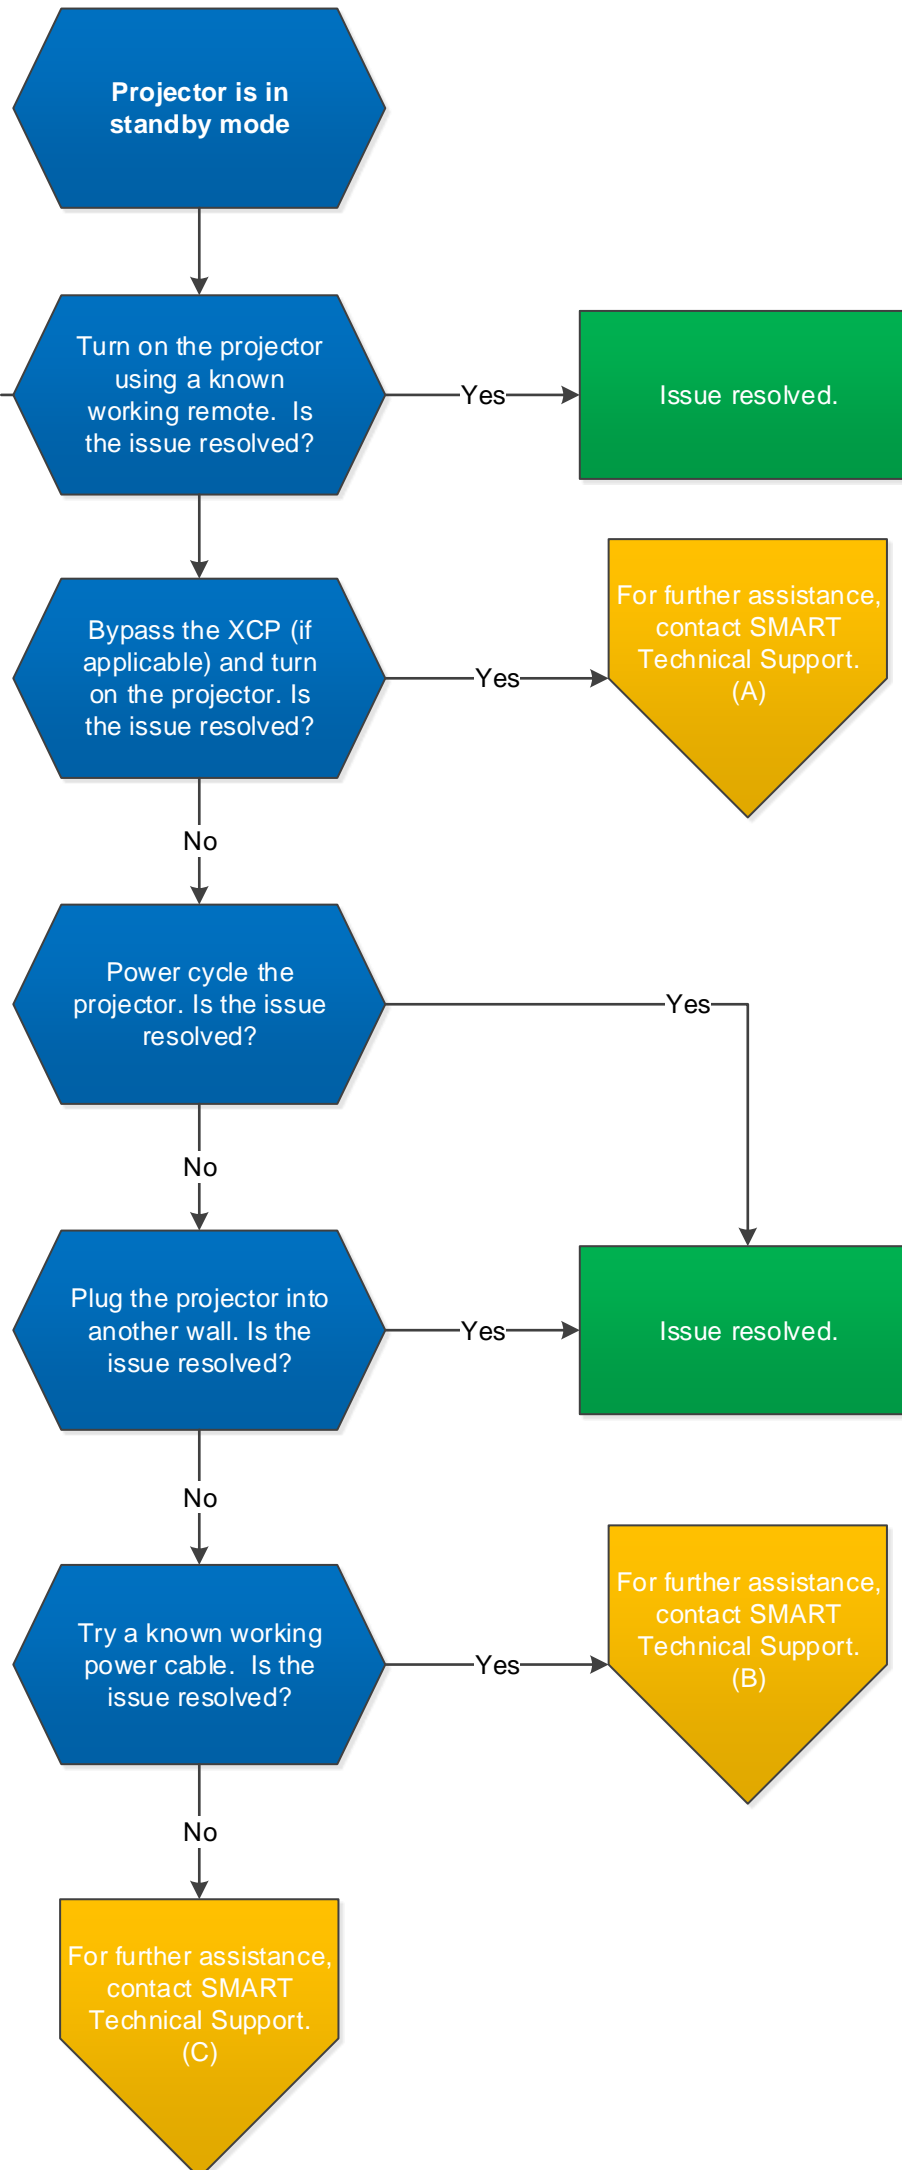 Projector is in
standby mode
Turn on the projector
using a known
working remote.  Is
the issue resolved?
Yes
Issue resolved.
Bypass the XCP (if
applicable) and turn
on the projector. Is
the issue resolved?
Yes
For further assistance,
contact SMART
Technical Support.
(A)
No
Power cycle the
projector. Is the issue
resolved?
Yes
No
Plug the projector into
another wall. Is the
issue resolved?
Yes
Issue resolved.
No
Try a known working
power cable.  Is the
issue resolved?
Yes
For further assistance,
contact SMART
Technical Support.
(B)
No
For further assistance,
contact SMART
Technical Support.
(C)